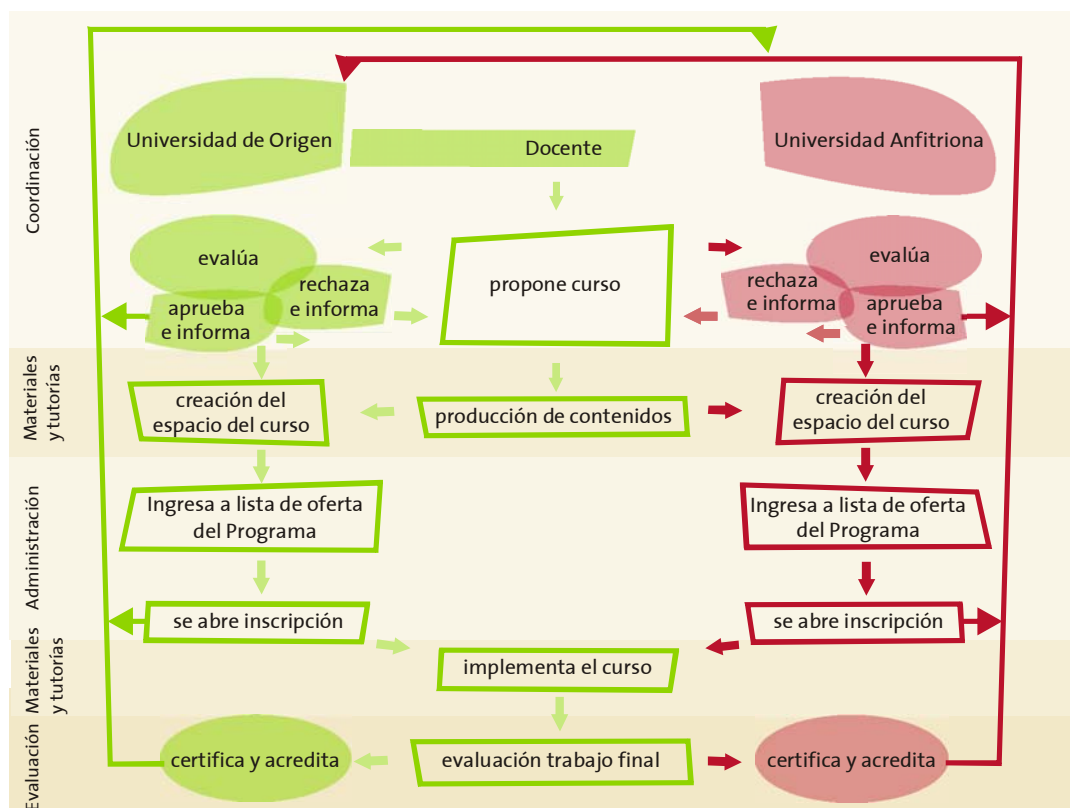 Coordinación
Universidad de Origen
Docente
Universidad Anfitriona
evalúa
rechaza
e informa
aprueba
e informa
propone curso
evalúa
rechaza
e informa
aprueba
e informa
Materiales
y tutorías
creación del
espacio del curso
producción de contenidos
creación del
espacio del curso
Administración
Ingresa a lista de oferta
del Programa
Ingresa a lista de oferta
del Programa
se abre inscripción
se abre inscripción
Materiales
y tutorías
implementa el curso
Evaluación
certifica y acredita
evaluación trabajo final
certifica y acredita